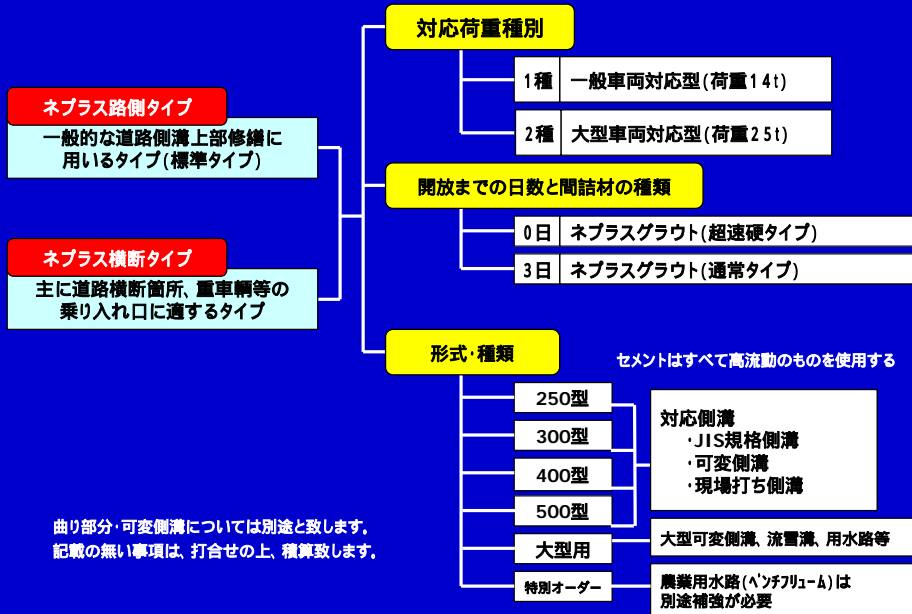 ネプラス路側タイプ
一般的な道路側溝上部修繕に
用いるタイプ(標準タイプ)
ネプラス横断タイプ
主に道路横断箇所、重車輌等の
乗り入れ口に適するタイプ
対応荷重種別
1種 一般車両対応型(荷重14t)
2種 大型車両対応型(荷重25t)
開放までの日数と間詰材の種類
0日 ネプラスグラウト(超速硬タイプ)
3日 ネプラスグラウト(通常タイプ)
形式・種類
セメントはすべて高流動のものを使用する
250型
300型
400型
500型
大型用
特別オーダー
対応側溝
・JIS規格側溝
・可変側溝
・現場打ち側溝
大型可変側溝、流雪溝、用水路等
農業用水路(ベンチフリューム)は
別途補強が必要
曲り部分・可変側溝については別途と致します。
記載の無い事項は、打合せの上、積算致します。